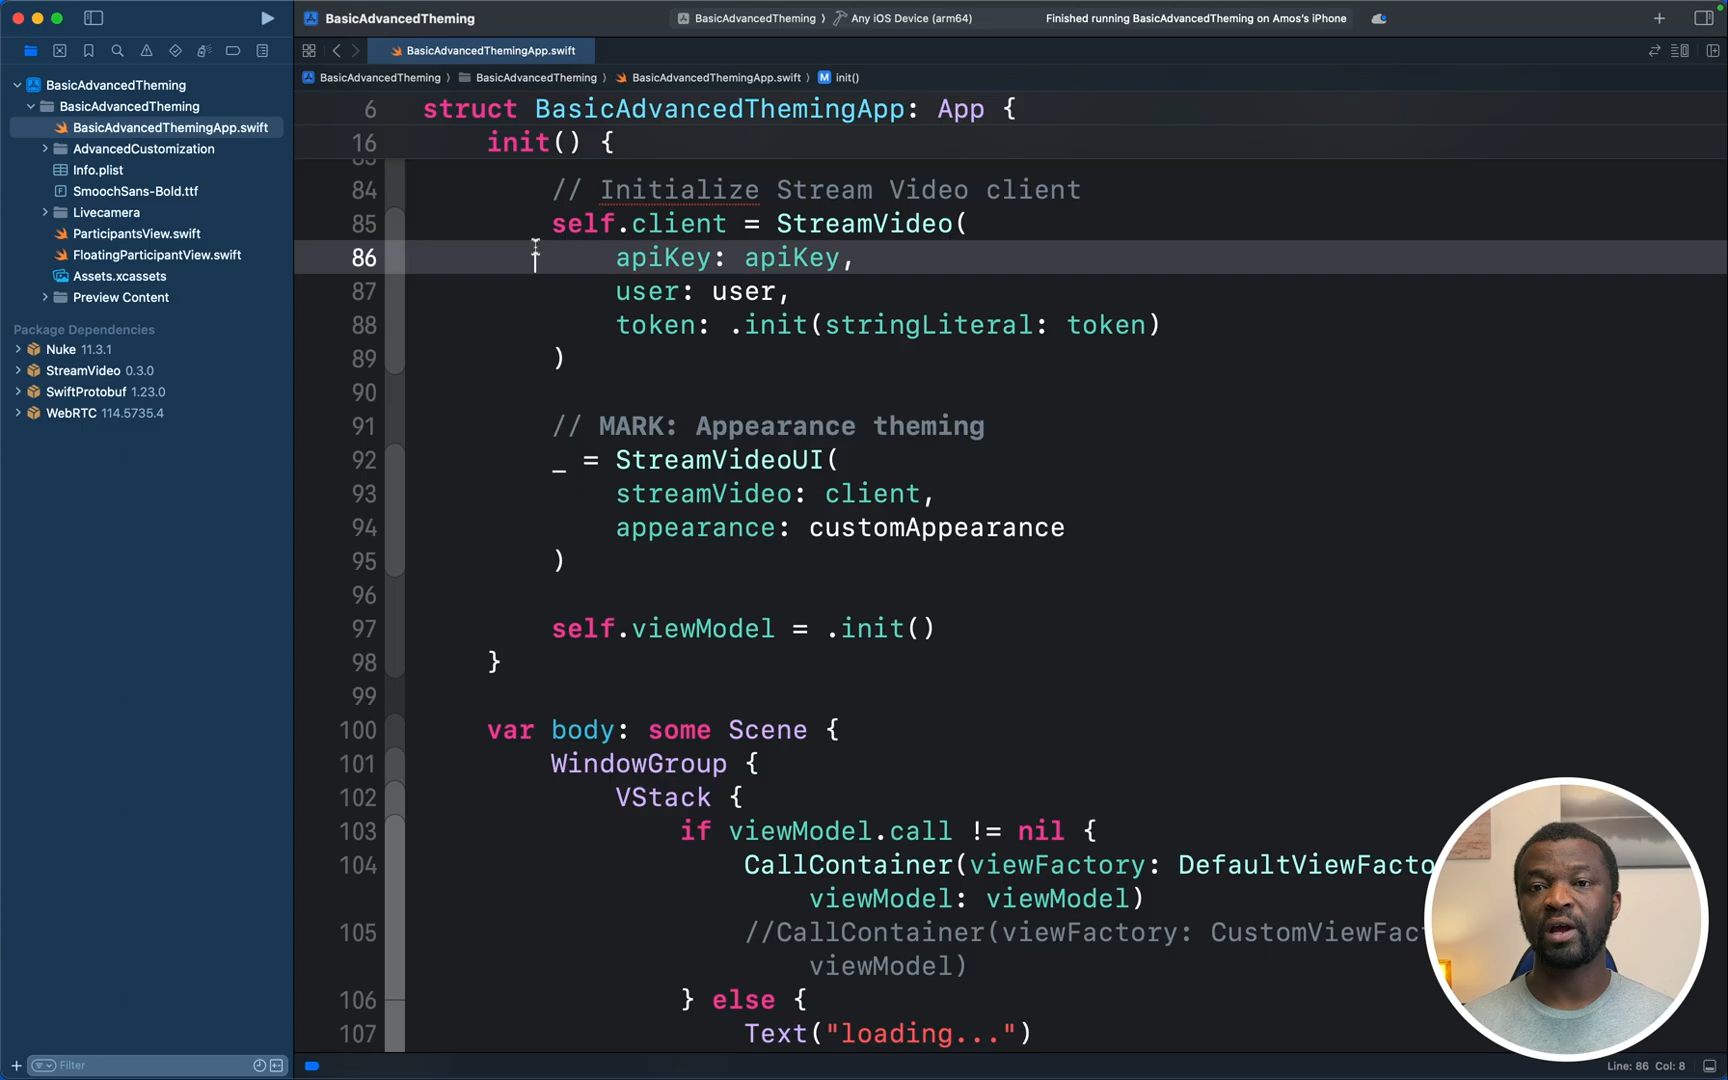 BasicAdvancedTheming
BasicAdvancedTheming 〉 Any iOS Device (arm64)
Finished running BasicAdvancedTheming on Amos's iPhone
BasicAdvancedThemingApp.swift
BasicAdvancedTheming 〉 BasicAdvancedTheming 〉 BasicAdvancedThemingApp.swift 〉 M init()
BasicAdvancedTheming
BasicAdvancedTheming
BasicAdvancedThemingApp.swift
AdvancedCustomization
Info.plist
SmoochSans-Bold.ttf
Livecamera
ParticipantsView.swift
FloatingParticipantView.swift
Assets.xcassets
Preview Content
Package Dependencies
Nuke 11.3.1
StreamVideo 0.3.0
SwiftProtobuf 1.23.0
WebRTC 114.5735.4
Filter
6 struct BasicAdvancedThemingApp: App {
16 init() {
84 // Initialize Stream Video client
85 self.client = StreamVideo(
86 apiKey: apiKey,
87 user: user,
88 token: .init(stringLiteral: token)
89 )
90
91 // MARK: Appearance theming
92 _ = StreamVideoUI(
93 streamVideo: client,
94 appearance: customAppearance
95 )
96
97 self.viewModel = .init()
98 }
99
100 var body: some Scene {
101 WindowGroup {
102 VStack {
103 if viewModel.call != nil {
104 CallContainer(viewFactory: DefaultViewFacto
viewModel: viewModel)
105 //CallContainer(viewFactory: CustomViewFac
viewModel)
106 } else {
107 Text("loading...")
Line: 86 Col: 8